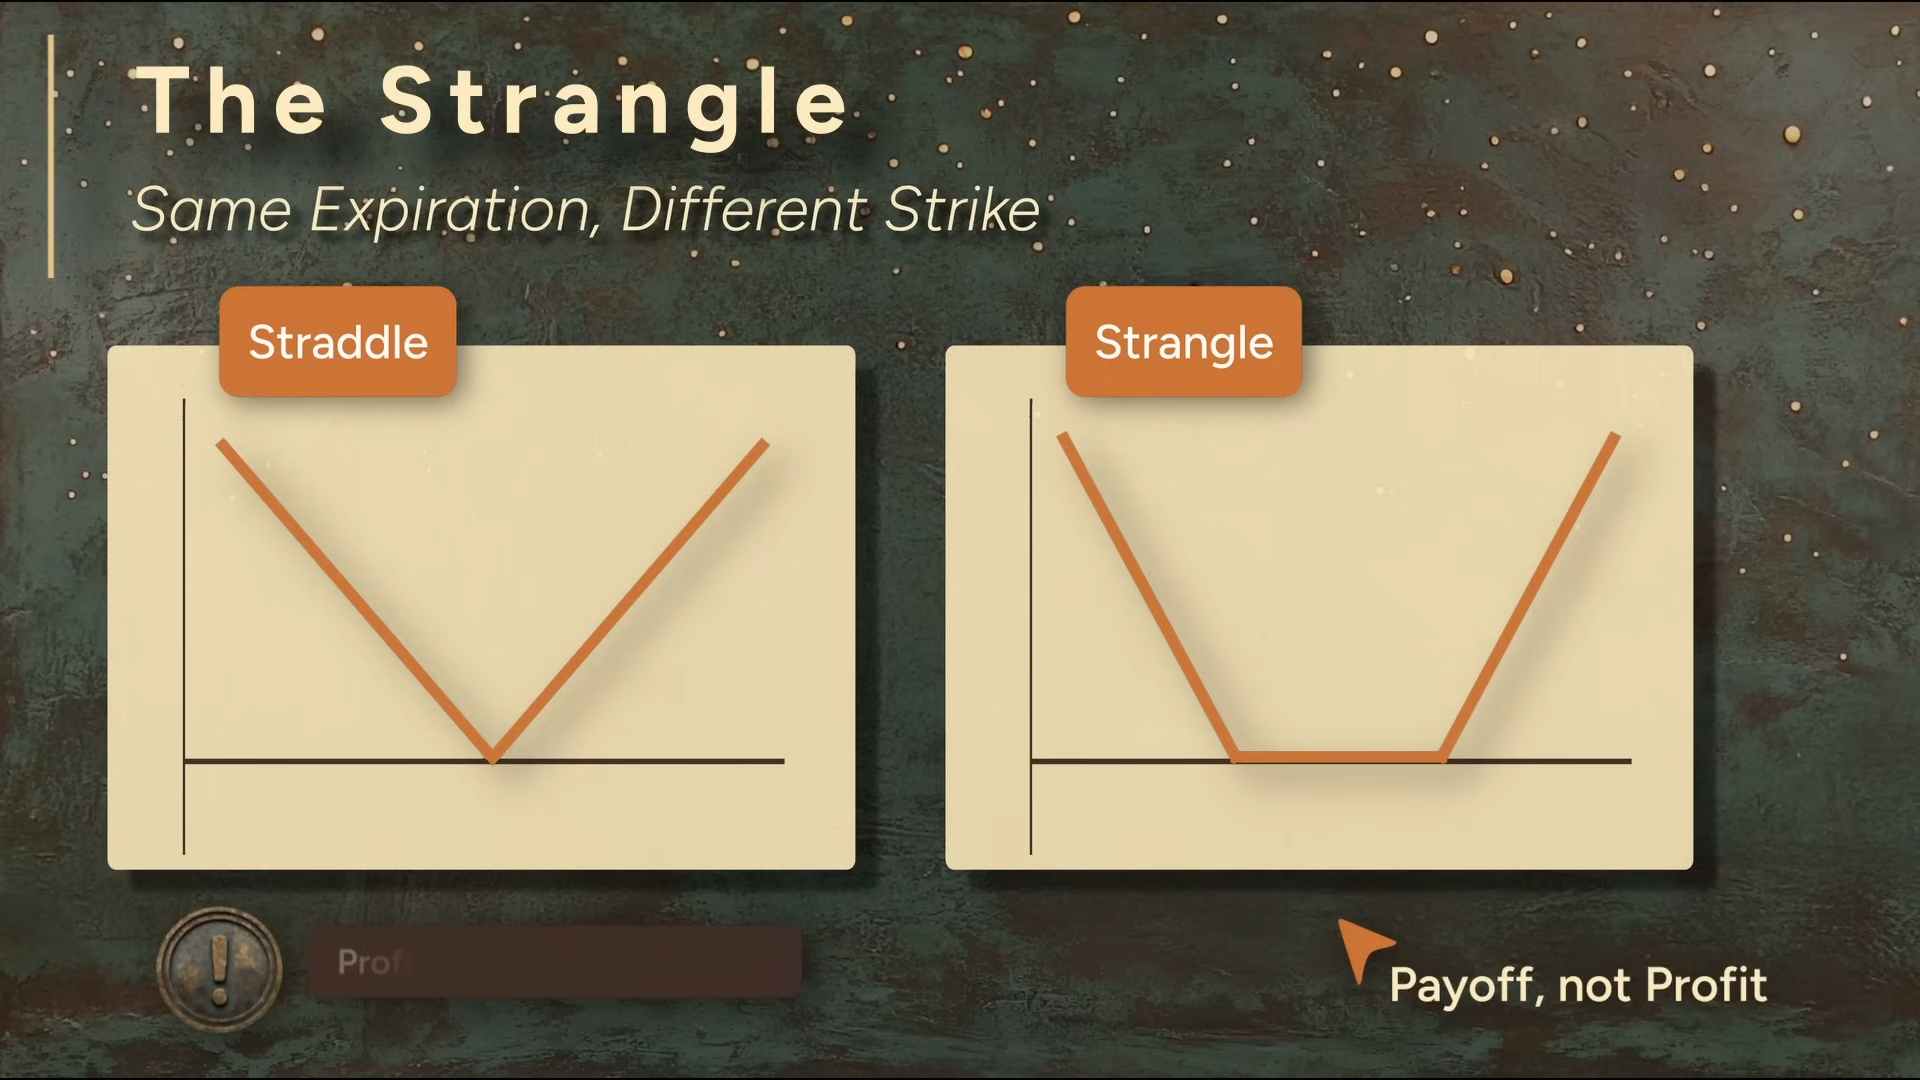 The Strangle
Same Expiration, Different Strike
Straddle
Strangle
Payoff, not Profit